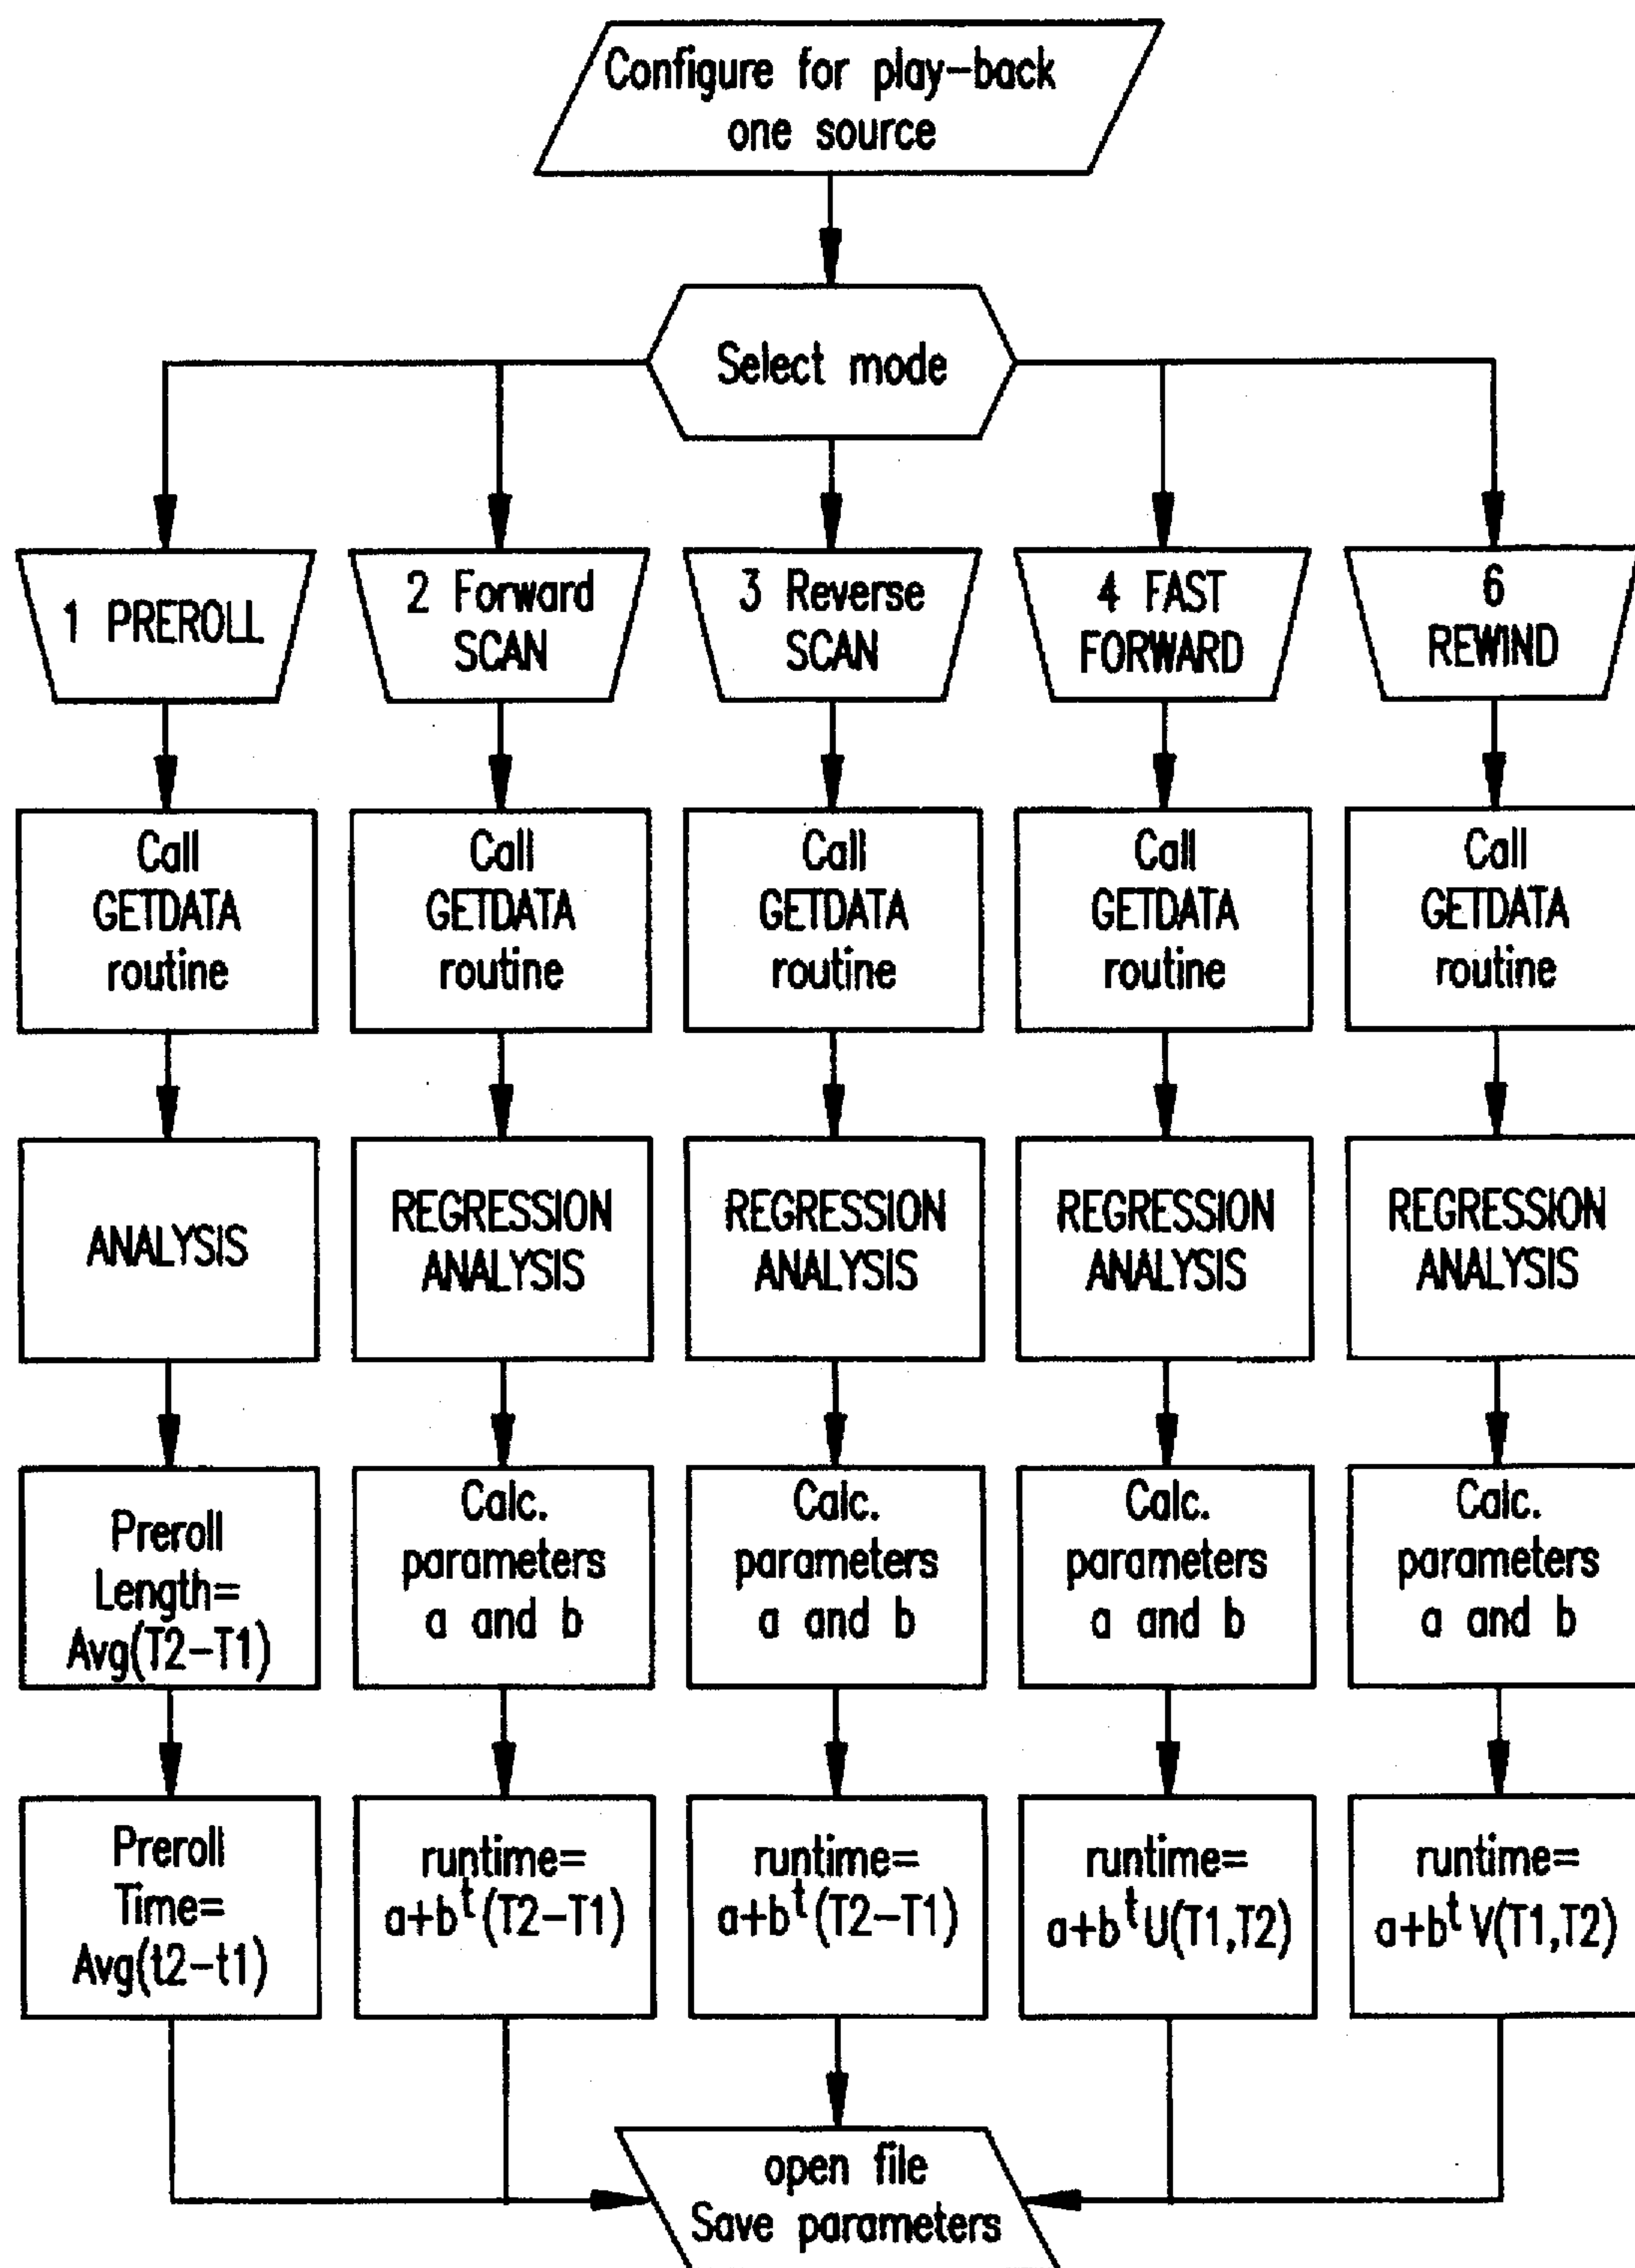 Configure for play-back
one source
Select mode
1 PREROLL
2 Forward
SCAN
3 Reverse
SCAN
4 FAST
FORWARD
6
REWIND
Call
GETDATA
routine
Call
GETDATA
routine
Call
GETDATA
routine
Call
GETDATA
routine
Call
GETDATA
routine
ANALYSIS
REGRESSION
ANALYSIS
REGRESSION
ANALYSIS
REGRESSION
ANALYSIS
REGRESSION
ANALYSIS
Preroll
Length=
Avg(T2-T1)
Calc.
parameters
a and b
Calc.
parameters
a and b
Calc.
parameters
a and b
Calc.
parameters
a and b
Preroll
Time=
Avg(t2-t1)
runtime=
a+b^t(T2-T1)
runtime=
a+b^t(T2-T1)
runtime=
a+b^t U(T1,T2)
runtime=
a+b^t V(T1,T2)
open file
Save parameters